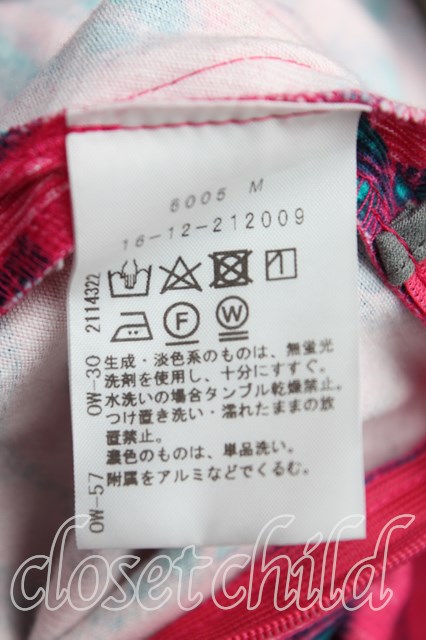 6005 M
16-12-212009
F
W
生成・淡色系のものは、無蛍光
洗剤を使用し、十分にすすぐ。
水洗いの場合タンブル乾燥禁止。
つけ置き洗い・濡れたままの放
置禁止。
濃色のものは、単品洗い。
附属をアルミなどでくるむ。
OW-57 OW-30 2114322
closet child